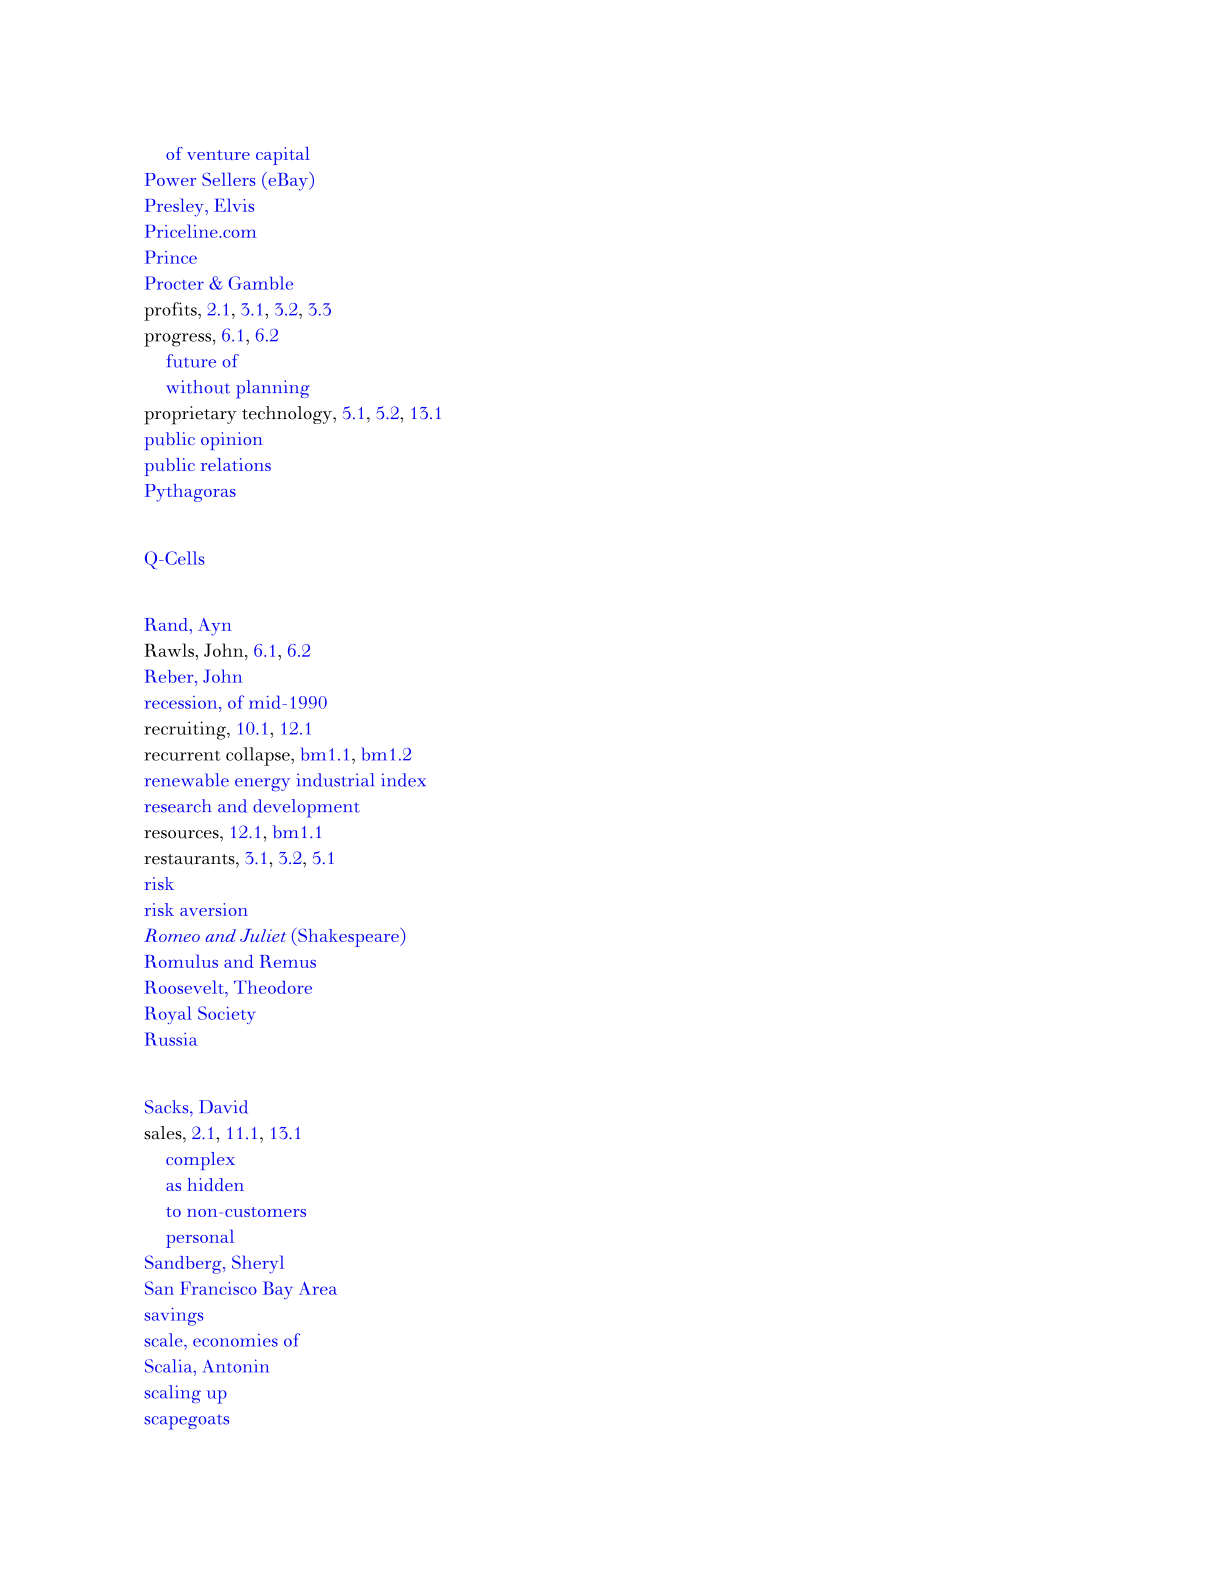 of venture capital
Power Sellers (eBay)
Presley, Elvis
Priceline.com
Prince
Procter & Gamble
profits, 2.1, 3.1, 3.2, 3.3
progress, 6.1, 6.2
future of
without planning
proprietary technology, 5.1, 5.2, 13.1
public opinion
public relations
Pythagoras
Q-Cells
Rand, Ayn
Rawls, John, 6.1, 6.2
Reber, John
recession, of mid-1990
recruiting, 10.1, 12.1
recurrent collapse, bm1.1, bm1.2
renewable energy industrial index
research and development
resources, 12.1, bm1.1
restaurants, 3.1, 3.2, 5.1
risk
risk aversion
Romeo and Juliet (Shakespeare)
Romulus and Remus
Roosevelt, Theodore
Royal Society
Russia
Sacks, David
sales, 2.1, 11.1, 13.1
complex
as hidden
to non-customers
personal
Sandberg, Sheryl
San Francisco Bay Area
savings
scale, economies of
Scalia, Antonin
scaling up
scapegoats